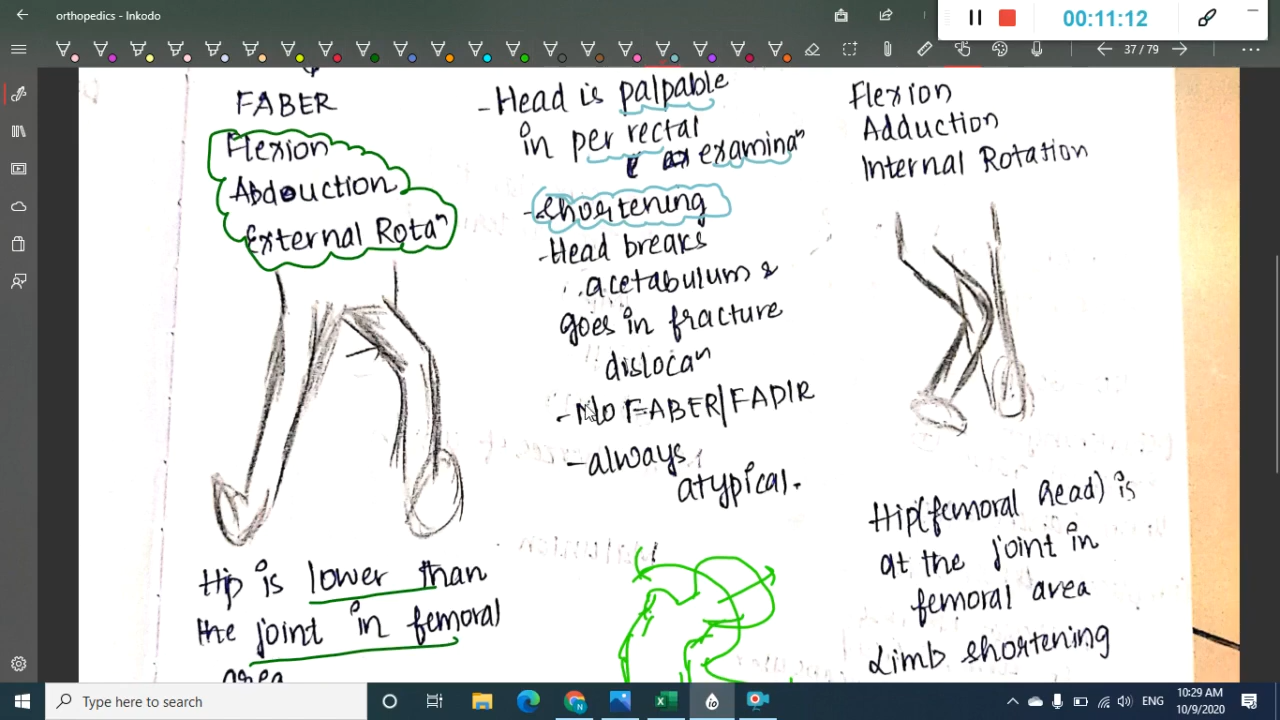 orthopedics - Inkodo
00:11:12
37 / 79
FABER
Flexion
Abduction
External Rotaⁿ
Hip is lower than
the joint in femoral
area
- Head is palpable
in per rectal
examinaⁿ
- shortening
- Head breaks
acetabulum &
goes in fracture
dislocaⁿ
- No FABER/FADIR
- always
atypical.
Flexion
Adduction
Internal Rotation
Hip (femoral head) is
at the joint in
femoral area
Limb shortening
Type here to search
ENG
10:29 AM
10/9/2020